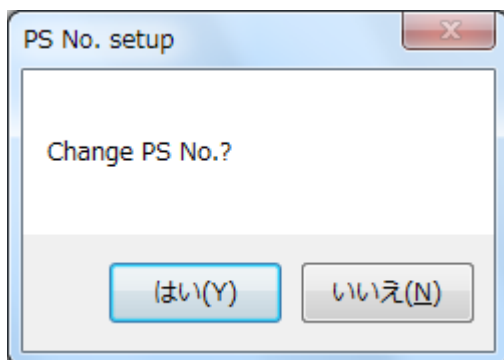 PS No. setup
Change PS No.?
はい(Y)
いいえ(N)